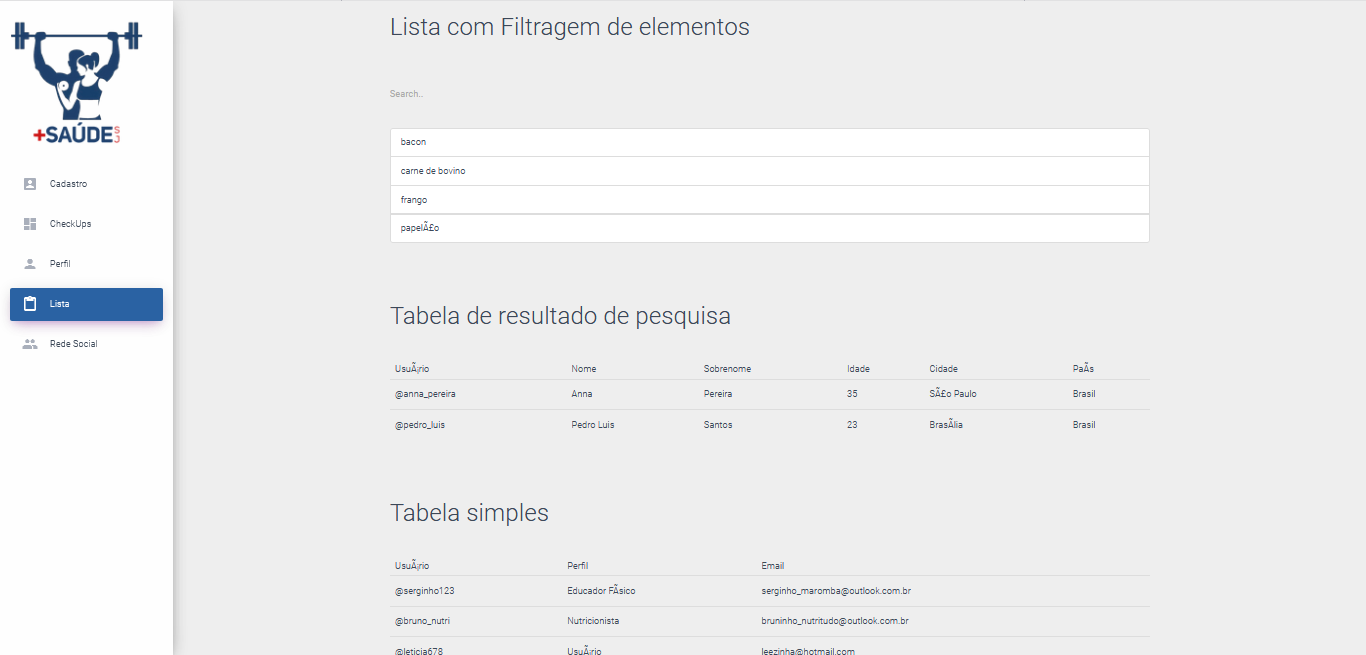 +SAÚDE SJ
Cadastro
CheckUps
Perfil
Lista
Rede Social
Lista com Filtragem de elementos
Search..
bacon
carne de bovino
frango
papelÃ£o
Tabela de resultado de pesquisa
UsuÃ¡rio Nome Sobrenome Idade Cidade PaÃs
@anna_pereira Anna Pereira 35 SÃ£o Paulo Brasil
@pedro_luis Pedro Luis Santos 23 BrasÃlia Brasil
Tabela simples
UsuÃ¡rio Perfil Email
@serginho123 Educador FÃsico serginho_maromba@outlook.com.br
@bruno_nutri Nutricionista bruninho_nutritudo@outlook.com.br
@leticia678 UsuÃ¡rio leezinha@hotmail.com